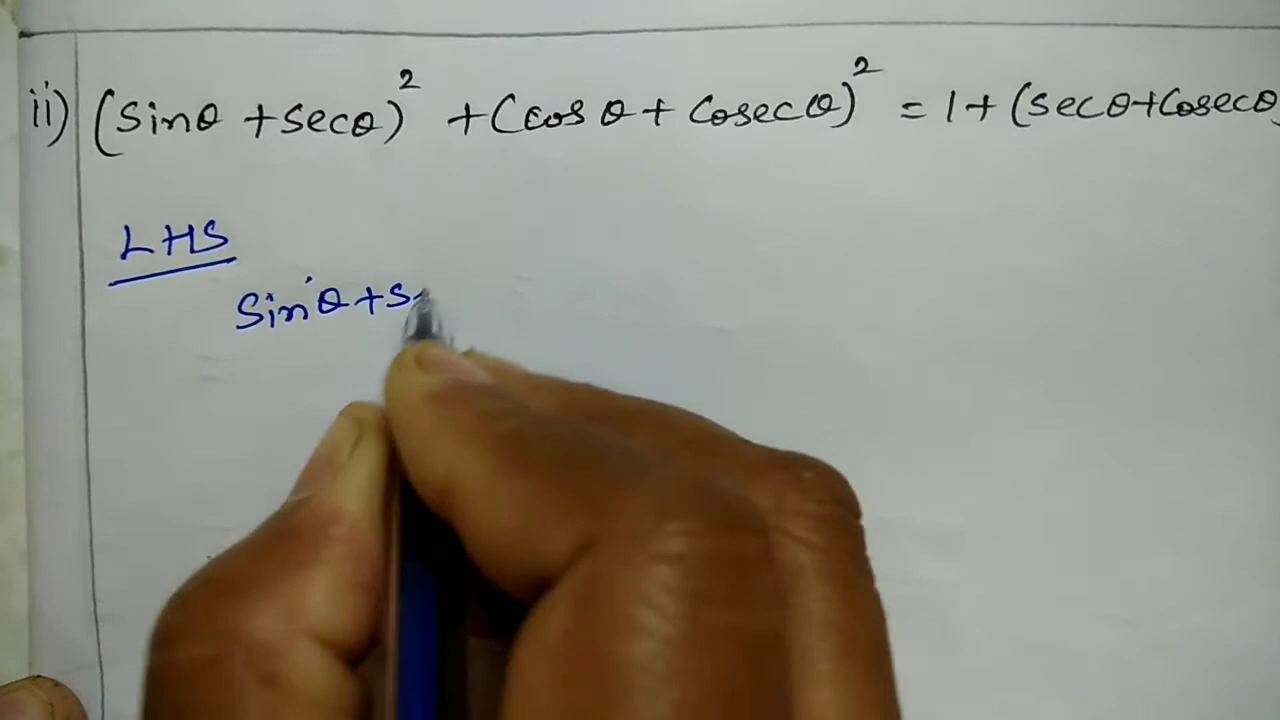 ii) (sinθ + secθ)² + (cosθ + cosecθ)² = 1 + (secθ + cosecθ)
LHS
sin²θ + s